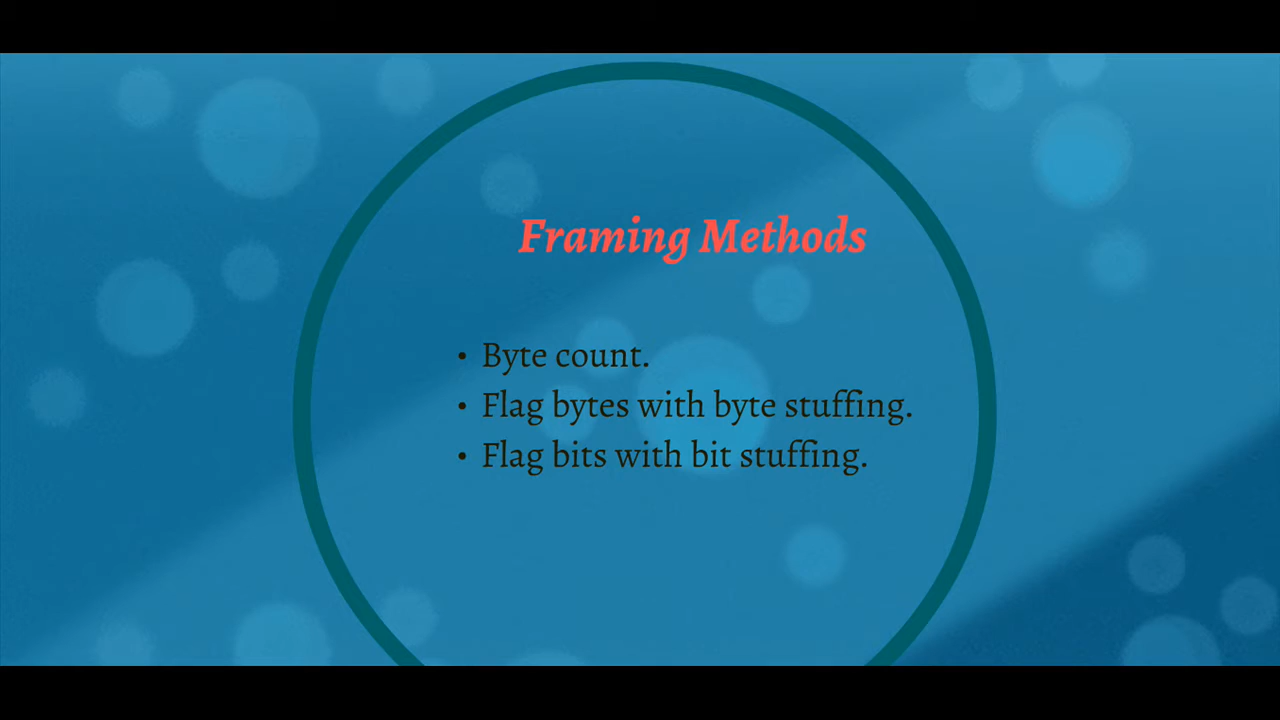 Framing Methods
• Byte count.
• Flag bytes with byte stuffing.
• Flag bits with bit stuffing.